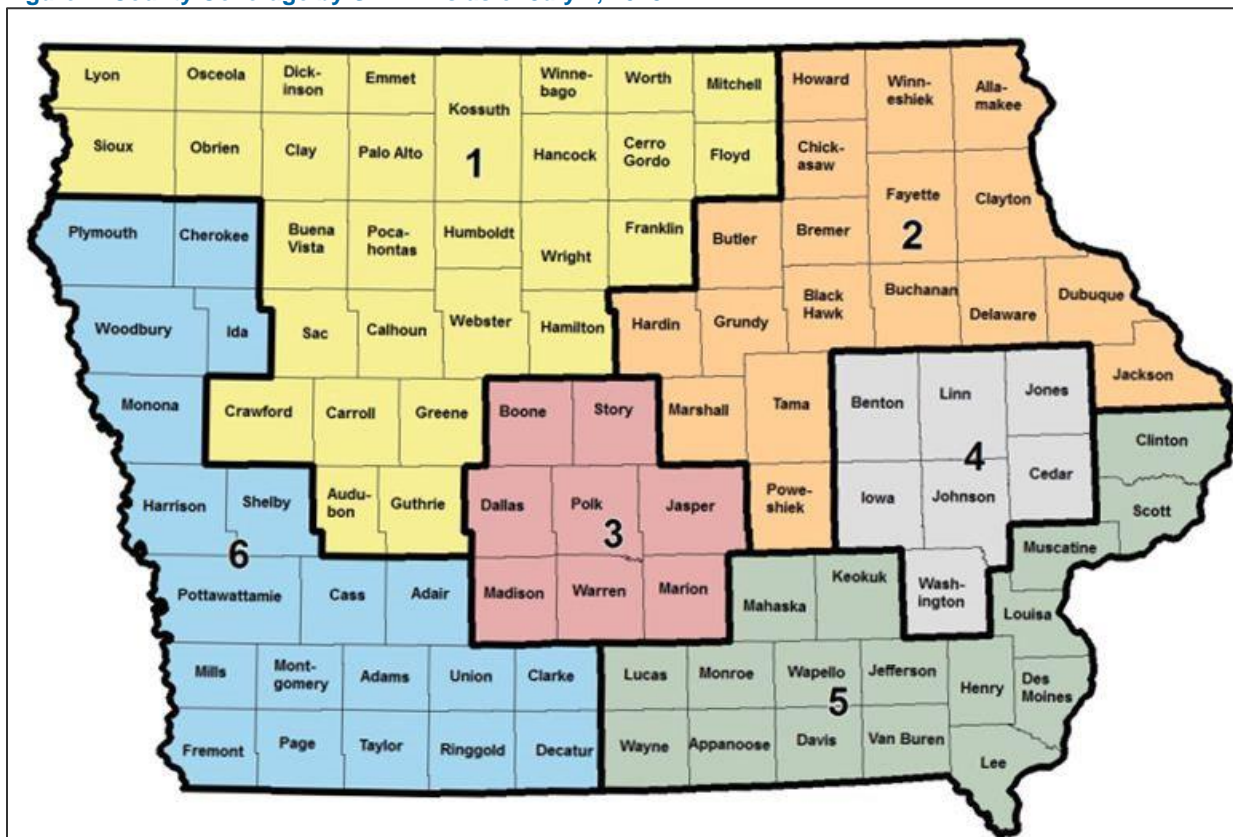 Lyon
Osceola
Dick-
inson
Emmet
Kossuth
Winne-
bago
Worth
Mitchell
Howard
Winn-
eshiek
Alla-
makee
Sioux
Obrien
Clay
Palo Alto
1
Hancock
Cerro
Gordo
Floyd
Chick-
asaw
Fayette
Clayton
Plymouth
Cherokee
Buena
Vista
Poca-
hontas
Humboldt
Wright
Franklin
Butler
Bremer
2
Woodbury
Ida
Sac
Calhoun
Webster
Hamilton
Hardin
Grundy
Black
Hawk
Buchanan
Delaware
Dubuque
Monona
Crawford
Carroll
Greene
Boone
Story
Marshall
Tama
Benton
Linn
Jones
Jackson
4
Clinton
Harrison
Shelby
Audu-
bon
Guthrie
Dallas
Polk
Jasper
Powe-
shiek
Iowa
Johnson
Cedar
Scott
6
3
Muscatine
Pottawattamie
Cass
Adair
Madison
Warren
Marion
Mahaska
Keokuk
Wash-
ington
Louisa
Mills
Mont-
gomery
Adams
Union
Clarke
Lucas
Monroe
Wapello
Jefferson
Henry
Des
Moines
5
Fremont
Page
Taylor
Ringgold
Decatur
Wayne
Appanoose
Davis
Van Buren
Lee